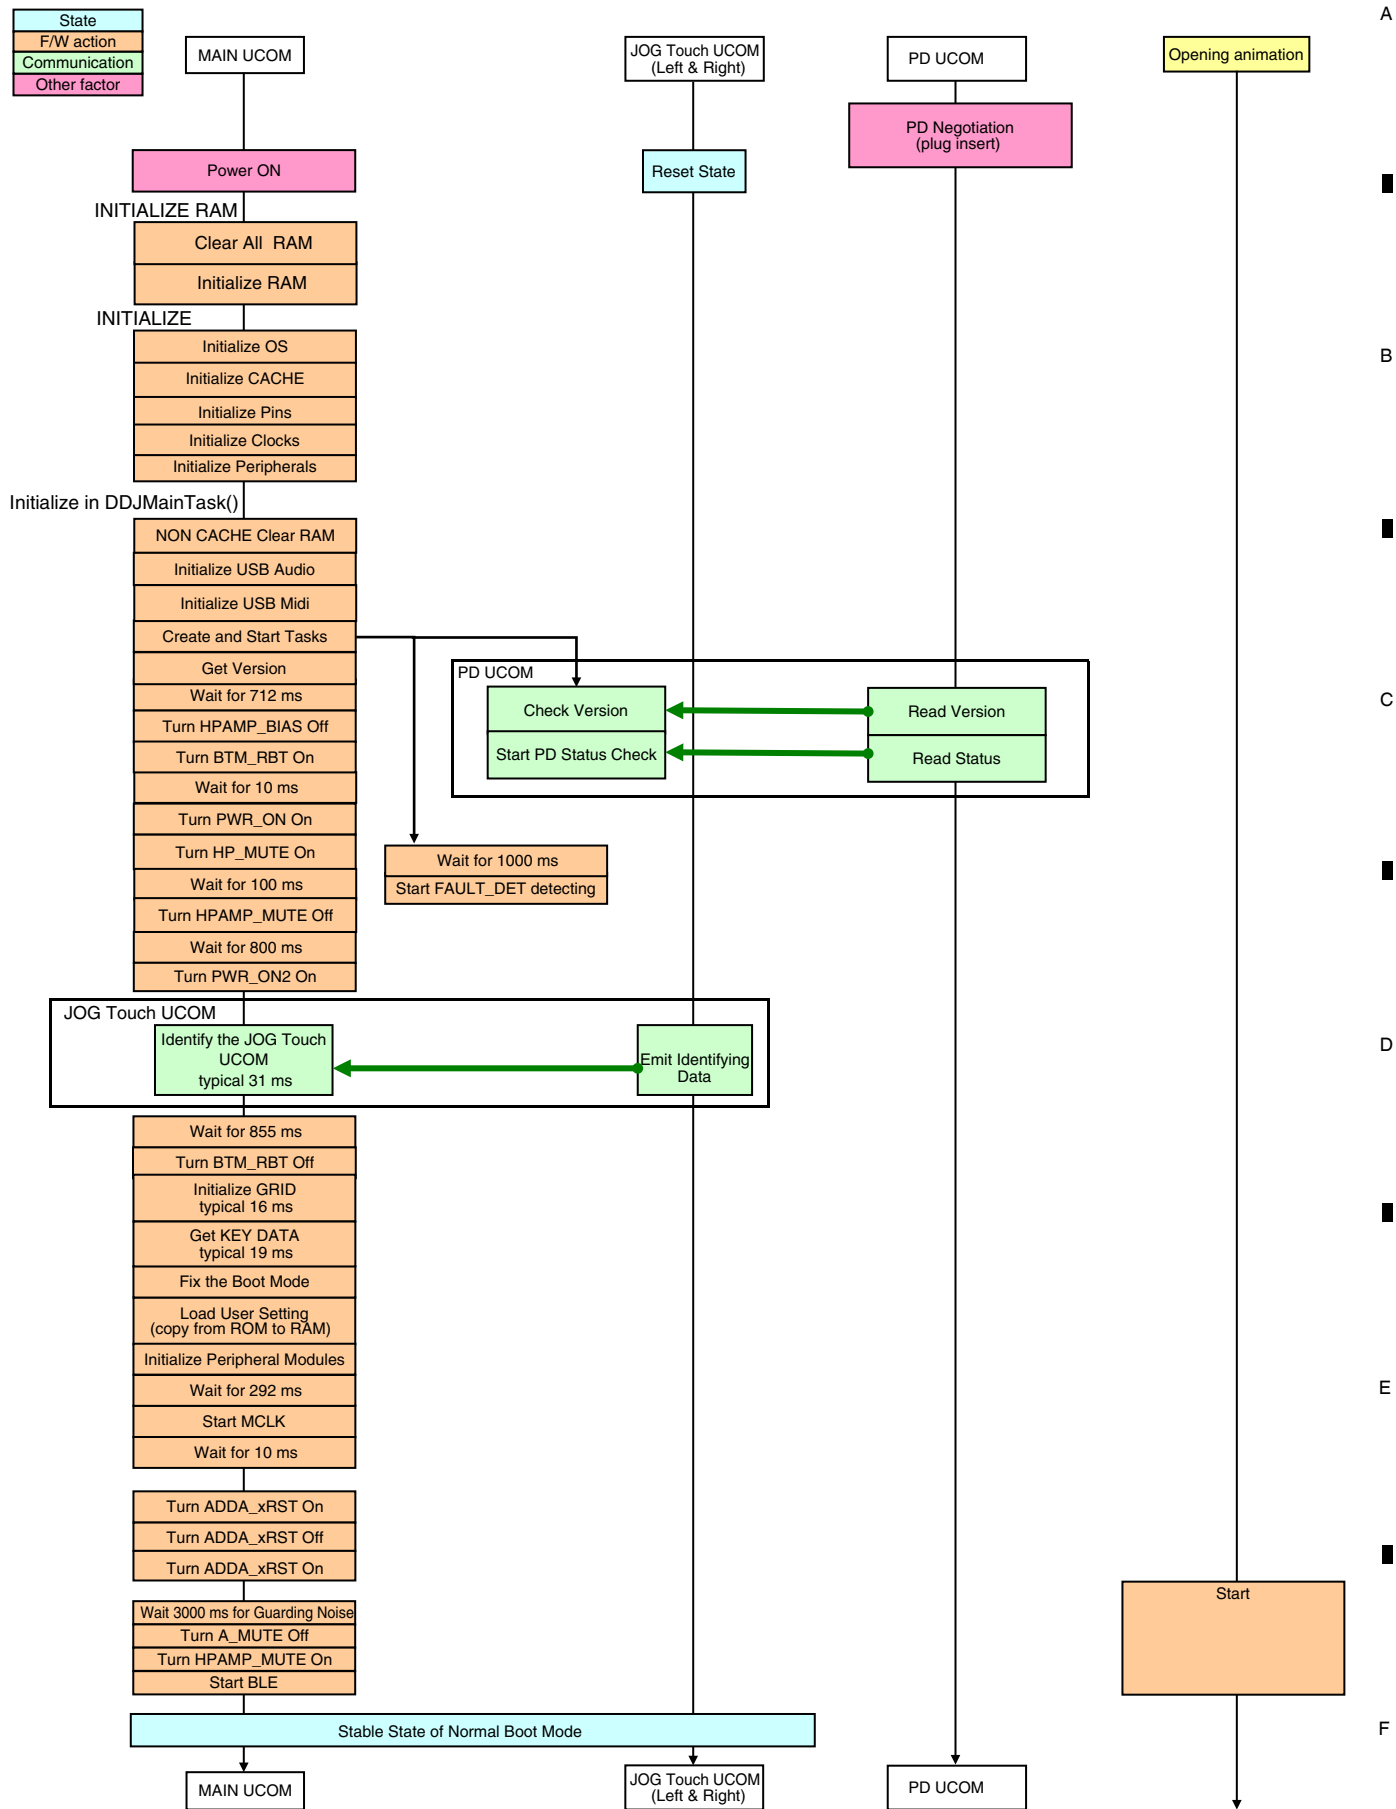 State
F/W action
Communication
Other factor
MAIN UCOM
JOG Touch UCOM
(Left & Right)
PD UCOM
Opening animation
A
PD Negotiation
(plug insert)
Power ON
Reset State
INITIALIZE RAM
Clear All RAM
Initialize RAM
INITIALIZE
Initialize OS
B
Initialize CACHE
Initialize Pins
Initialize Clocks
Initialize Peripherals
Initialize in DDJMainTask()
NON CACHE Clear RAM
Initialize USB Audio
Initialize USB Midi
Create and Start Tasks
Get Version
Wait for 712 ms
Turn HPAMP_BIAS Off
Turn BTM_RBT On
Wait for 10 ms
Turn PWR_ON On
Turn HP_MUTE On
Wait for 100 ms
Turn HPAMP_MUTE Off
Wait for 800 ms
Turn PWR_ON2 On
PD UCOM
Check Version
Start PD Status Check
Read Version
Read Status
C
Wait for 1000 ms
Start FAULT_DET detecting
JOG Touch UCOM
Identify the JOG Touch
UCOM
typical 31 ms
Emit Identifying
Data
D
Wait for 855 ms
Turn BTM_RBT Off
Initialize GRID
typical 16 ms
Get KEY DATA
typical 19 ms
Fix the Boot Mode
Load User Setting
(copy from ROM to RAM)
Initialize Peripheral Modules
Wait for 292 ms
E
Start MCLK
Wait for 10 ms
Turn ADDA_xRST On
Turn ADDA_xRST Off
Turn ADDA_xRST On
Start
Wait 3000 ms for Guarding Noise
Turn A_MUTE Off
Turn HPAMP_MUTE On
Start BLE
Stable State of Normal Boot Mode
F
MAIN UCOM
JOG Touch UCOM
(Left & Right)
PD UCOM